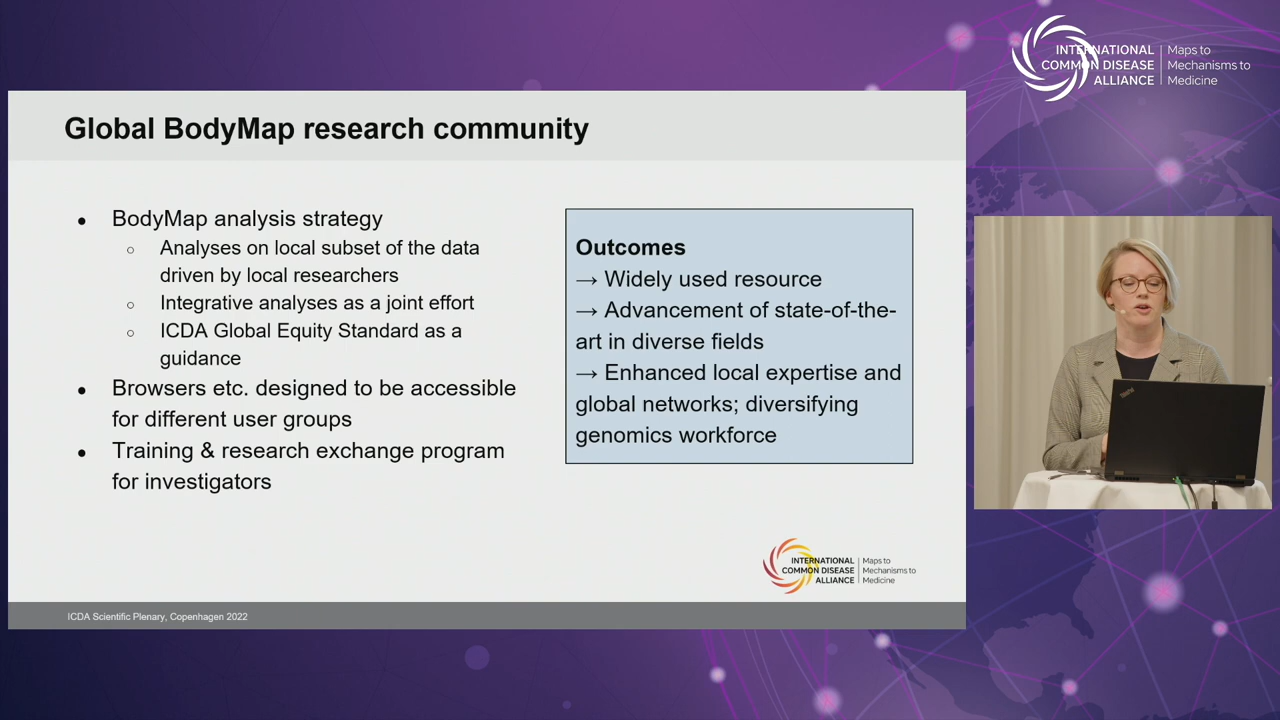 INTERNATIONAL
COMMON DISEASE
ALLIANCE
Maps to
Mechanisms to
Medicine
Global BodyMap research community
• BodyMap analysis strategy
○ Analyses on local subset of the data
driven by local researchers
○ Integrative analyses as a joint effort
○ ICDA Global Equity Standard as a
guidance
• Browsers etc. designed to be accessible
for different user groups
• Training & research exchange program
for investigators
Outcomes
→ Widely used resource
→ Advancement of state-of-the-
art in diverse fields
→ Enhanced local expertise and
global networks; diversifying
genomics workforce
INTERNATIONAL
COMMON DISEASE
ALLIANCE
Maps to
Mechanisms to
Medicine
ICDA Scientific Plenary, Copenhagen 2022
ThinkPad